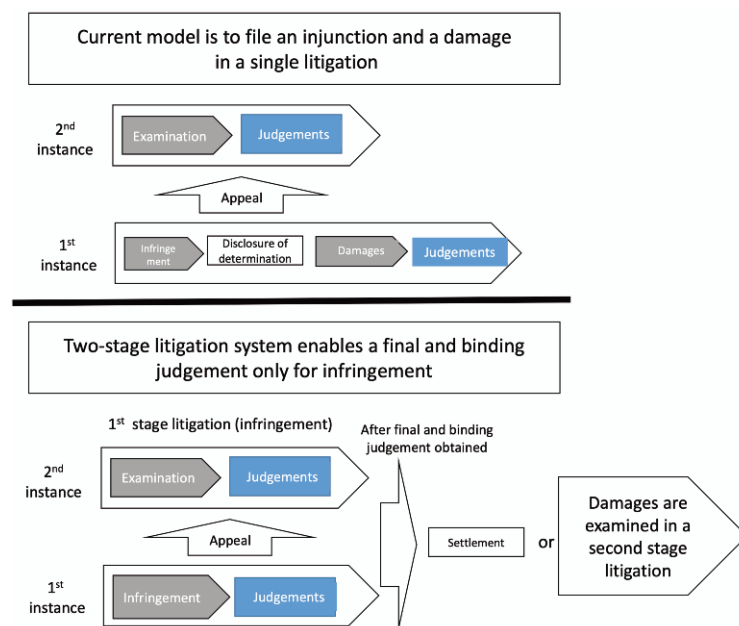 Current model is to file an injunction and a damage
in a single litigation
2nd
instance
Examination
Judgements
Appeal
1st
instance
Infringe
ment
Disclosure of
determination
Damages
Judgements
Two-stage litigation system enables a final and binding
judgement only for infringement
1st stage litigation (infringement)
After final and binding
judgement obtained
2nd
instance
Examination
Judgements
Appeal
Settlement
or
Damages are
examined in a
second stage
litigation
1st
instance
Infringement
Judgements